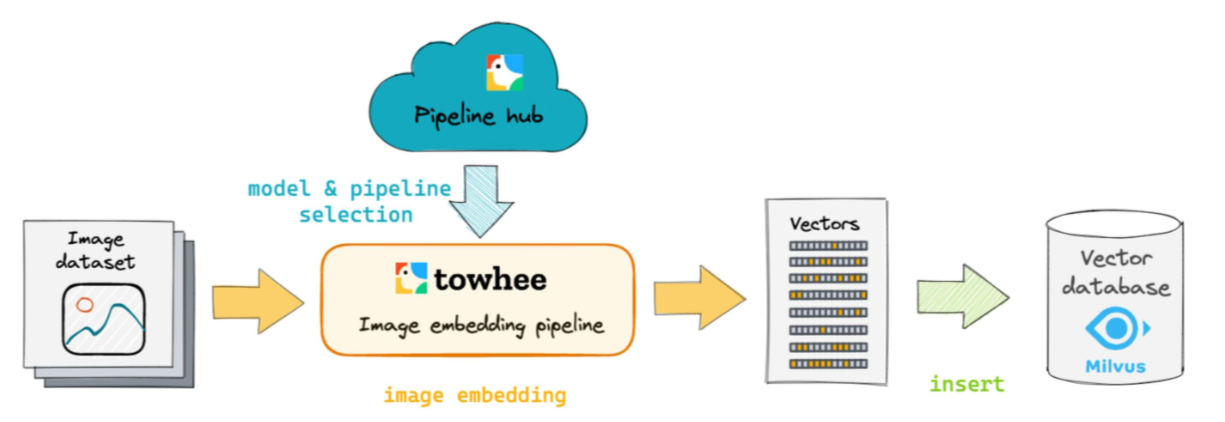 Pipeline hub
model & pipeline
selection
Image
dataset
towhee
Image embedding pipeline
image embedding
Vectors
insert
Vector
database
Milvus